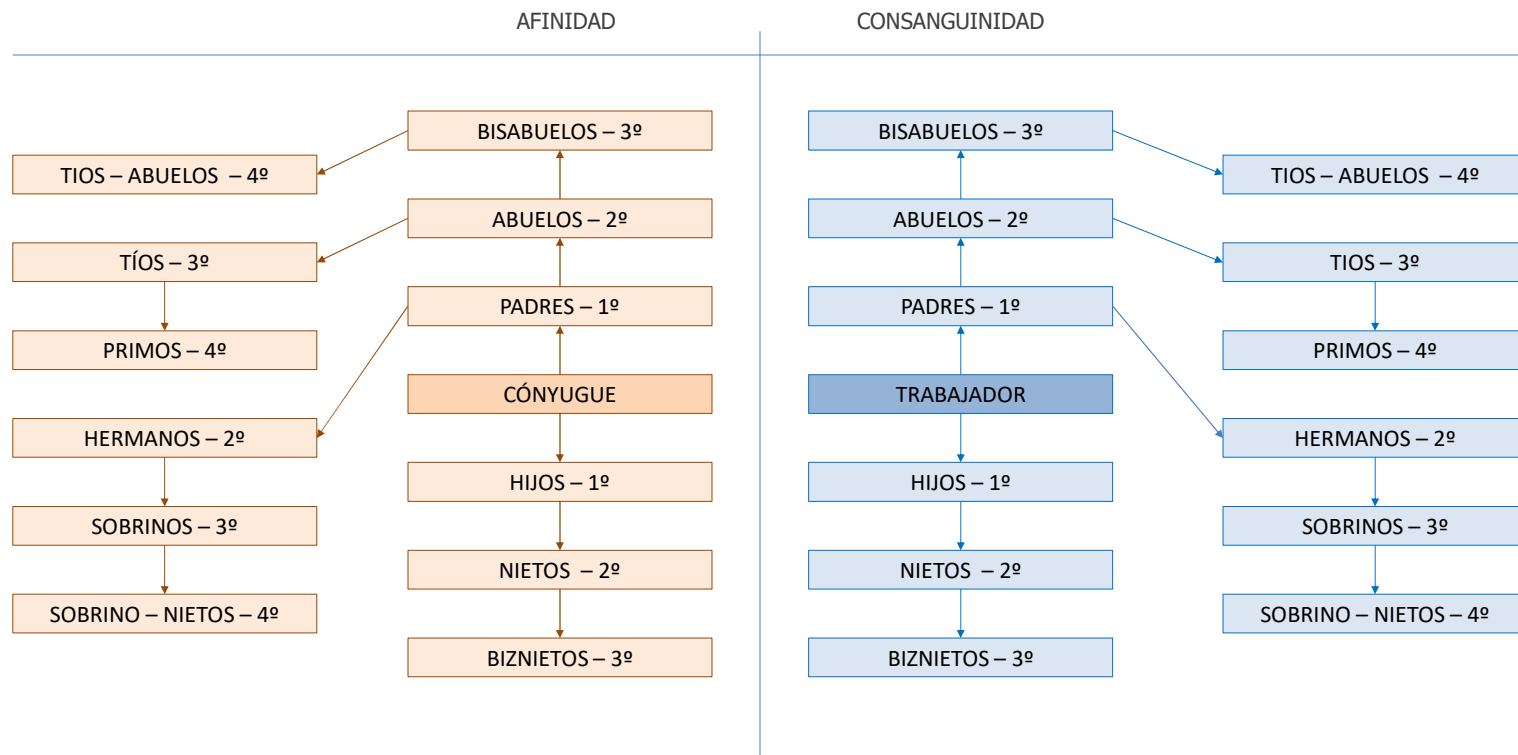 AFINIDAD
CONSANGUINIDAD
BISABUELOS – 3º
TIOS – ABUELOS – 4º
ABUELOS – 2º
TÍOS – 3º
PADRES – 1º
PRIMOS – 4º
CÓNYUGUE
HERMANOS – 2º
HIJOS – 1º
SOBRINOS – 3º
NIETOS – 2º
SOBRINO – NIETOS – 4º
BIZNIETOS – 3º
BISABUELOS – 3º
TIOS – ABUELOS – 4º
ABUELOS – 2º
TIOS – 3º
PADRES – 1º
PRIMOS – 4º
TRABAJADOR
HERMANOS – 2º
HIJOS – 1º
SOBRINOS – 3º
NIETOS – 2º
SOBRINO – NIETOS – 4º
BIZNIETOS – 3º